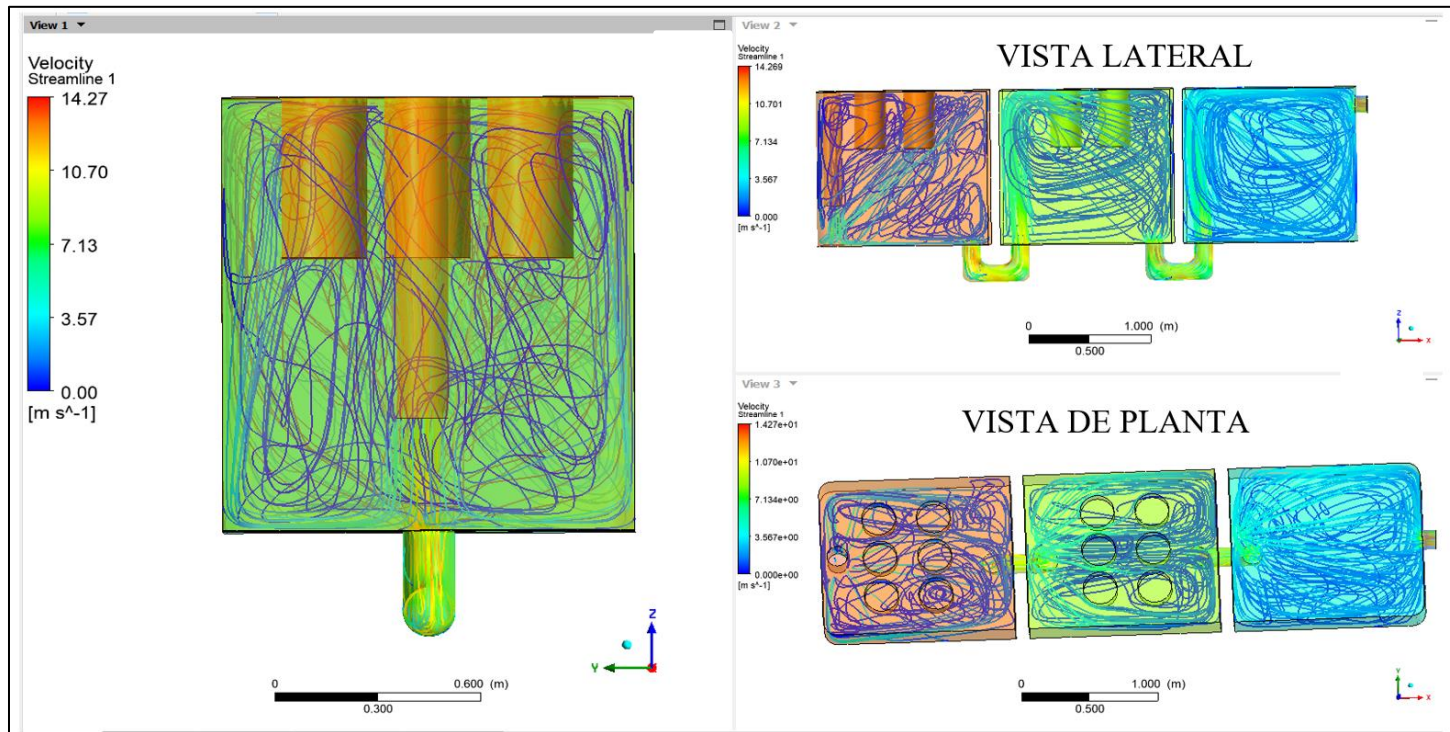 View 1
Velocity
Streamline 1
14.27
10.70
7.13
3.57
0.00
[m s^-1]
Z
Y
0 0.600 (m)
0.300
View 2
VISTA LATERAL
Velocity
Streamline 1
14.269
10.701
7.134
3.567
0.000
[m s^-1]
0 1.000 (m)
0.500
Z
X
View 3
VISTA DE PLANTA
Velocity
Streamline 1
1.427e+01
1.070e+01
7.134e+00
3.567e+00
0.000e+00
[m s^-1]
0 1.000 (m)
0.500
Y
X